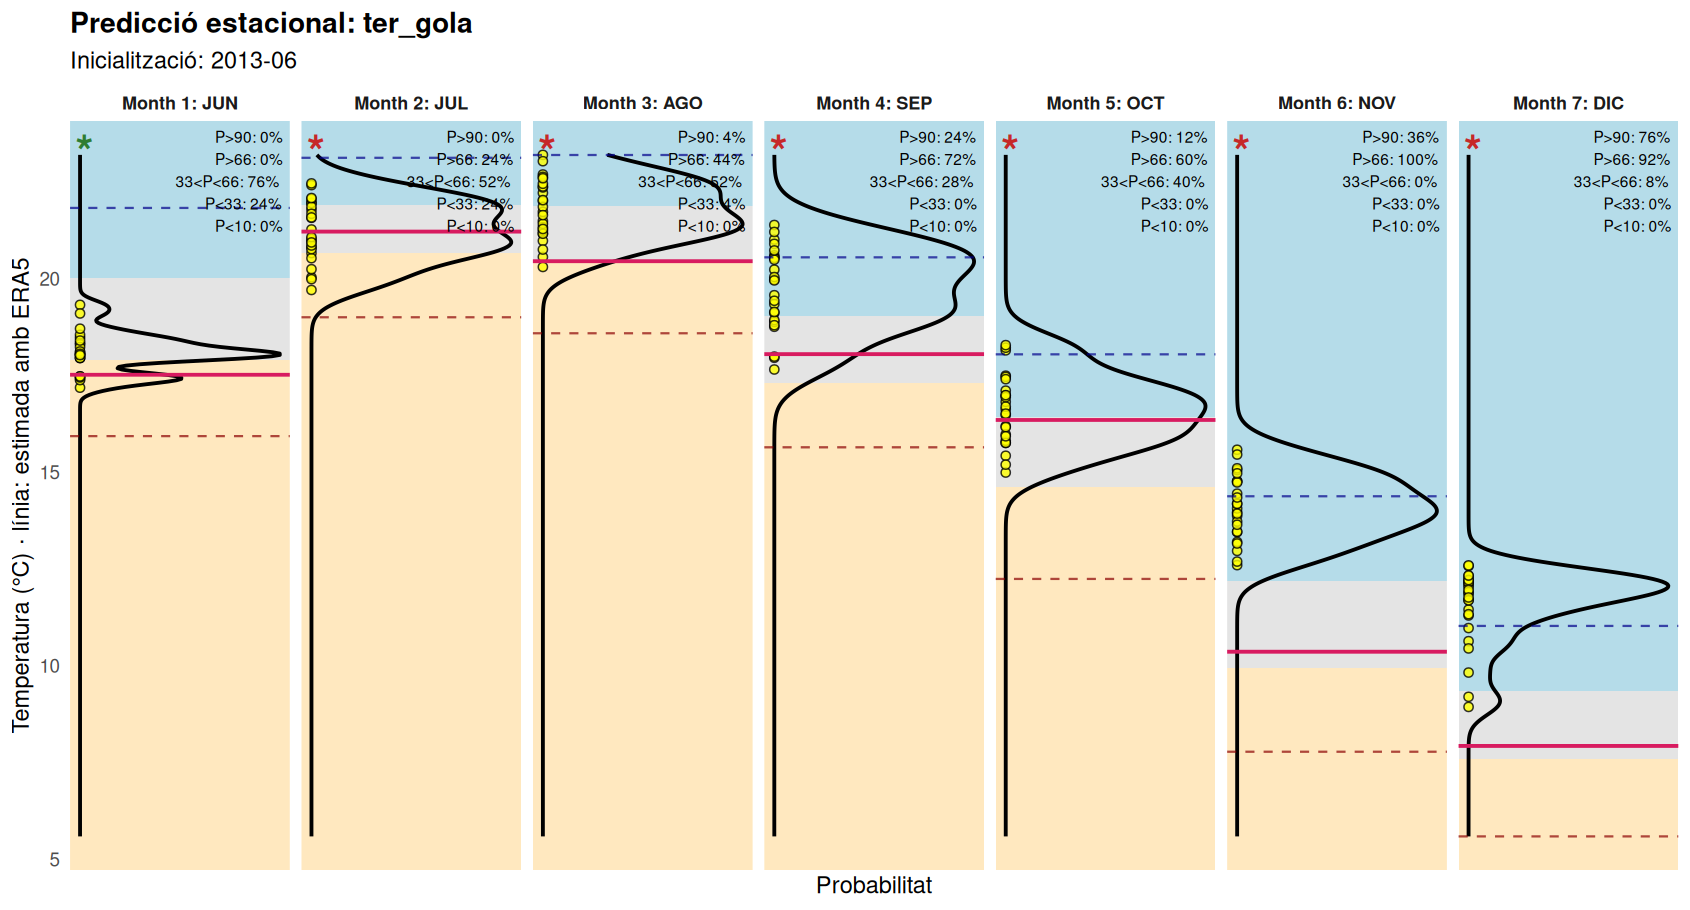 Predicció estacional: ter_gola
Inicialització: 2013-06
Month 1: JUN
Month 2: JUL
Month 3: AGO
Month 4: SEP
Month 5: OCT
Month 6: NOV
Month 7: DIC
P>90: 0%
P>66: 0%
33<P<66: 76%
P<33: 24%
P<10: 0%
P>90: 0%
P>66: 24%
33<P<66: 52%
P<33: 24%
P<10: 0%
P>90: 4%
P>66: 44%
33<P<66: 52%
P<33: 4%
P<10: 0%
P>90: 24%
P>66: 72%
33<P<66: 28%
P<33: 0%
P<10: 0%
P>90: 12%
P>66: 60%
33<P<66: 40%
P<33: 0%
P<10: 0%
P>90: 36%
P>66: 100%
33<P<66: 0%
P<33: 0%
P<10: 0%
P>90: 76%
P>66: 92%
33<P<66: 8%
P<33: 0%
P<10: 0%
20
15
10
5
Temperatura (°C) · línia: estimada amb ERA5
Probabilitat